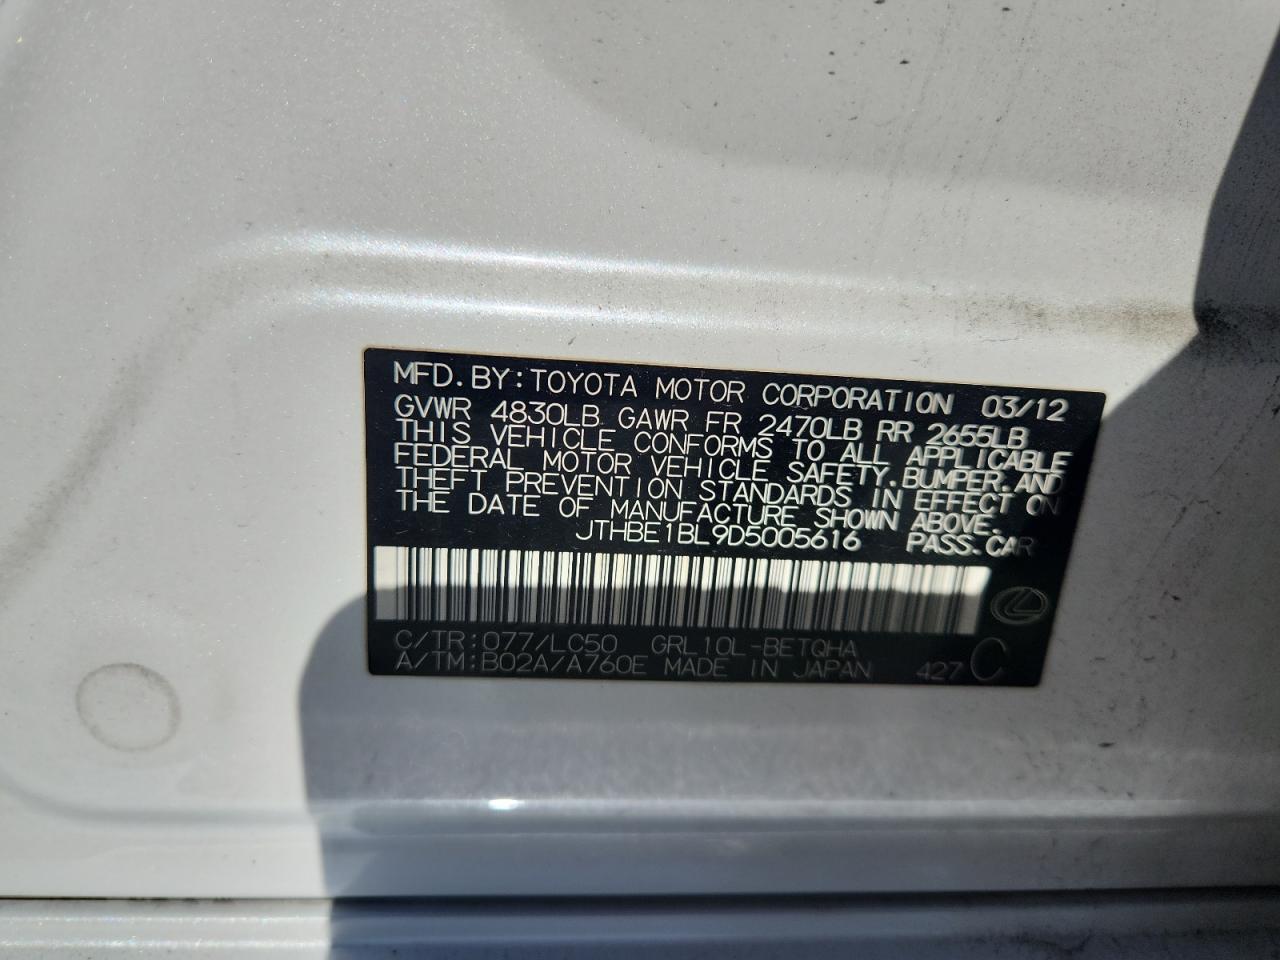 MFD.BY:TOYOTA MOTOR CORPORATION 03/12
GVWR 4830LB GAWR FR 2470LB RR 2655LB
THIS VEHICLE CONFORMS TO ALL APPLICABLE
FEDERAL MOTOR VEHICLE SAFETY,BUMPER,AND
THEFT PREVENTION STANDARDS IN EFFECT ON
THE DATE OF MANUFACTURE SHOWN ABOVE.
JTHBE1BL9D5005616 PASS.CAR
C/TR:077/LC50 GRL10L-BETQHA
A/TM:B02A/A760E MADE IN JAPAN 427 C